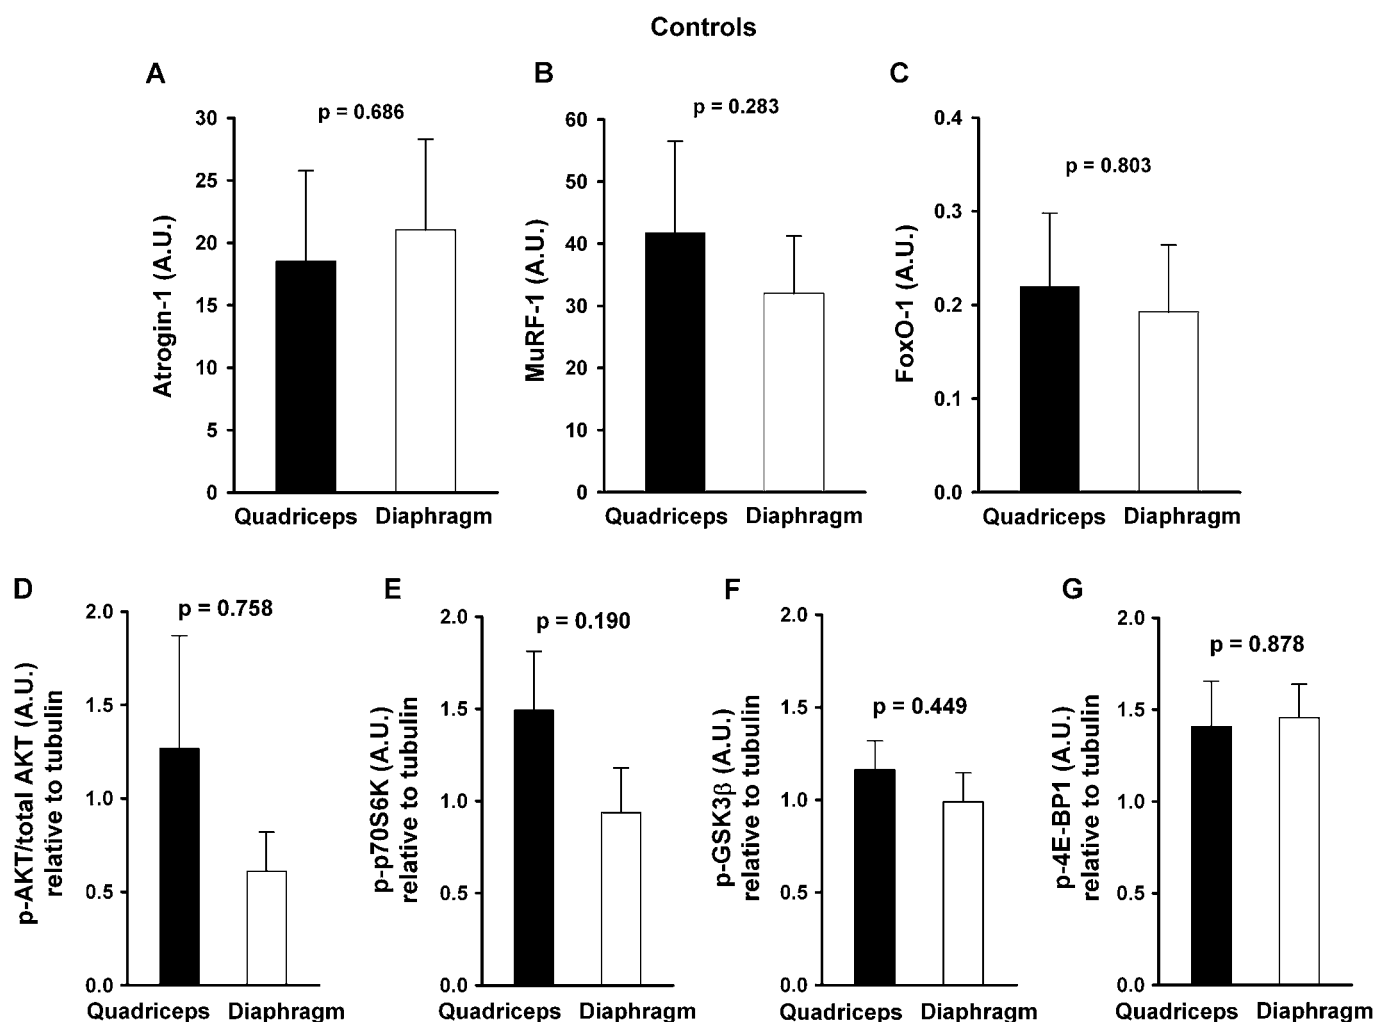 Controls
A
B
C
p = 0.686
p = 0.283
p = 0.803
Atrogin-1 (A.U.)
30
25
20
15
10
5
0
Quadriceps Diaphragm
MuRF-1 (A.U.)
60
50
40
30
20
10
0
Quadriceps Diaphragm
FoxO-1 (A.U.)
0.4
0.3
0.2
0.1
0.0
Quadriceps Diaphragm
D
E
F
G
p = 0.758
p = 0.190
p = 0.449
p = 0.878
p-AKT/total AKT (A.U.)
relative to tubulin
2.0
1.5
1.0
0.5
0.0
Quadriceps Diaphragm
p-p70S6K (A.U.)
relative to tubulin
2.0
1.5
1.0
0.5
0.0
Quadriceps Diaphragm
p-GSK3β (A.U.)
relative to tubulin
2.0
1.5
1.0
0.5
0.0
Quadriceps Diaphragm
p-4E-BP1 (A.U.)
relative to tubulin
2.0
1.5
1.0
0.5
0.0
Quadriceps Diaphragm